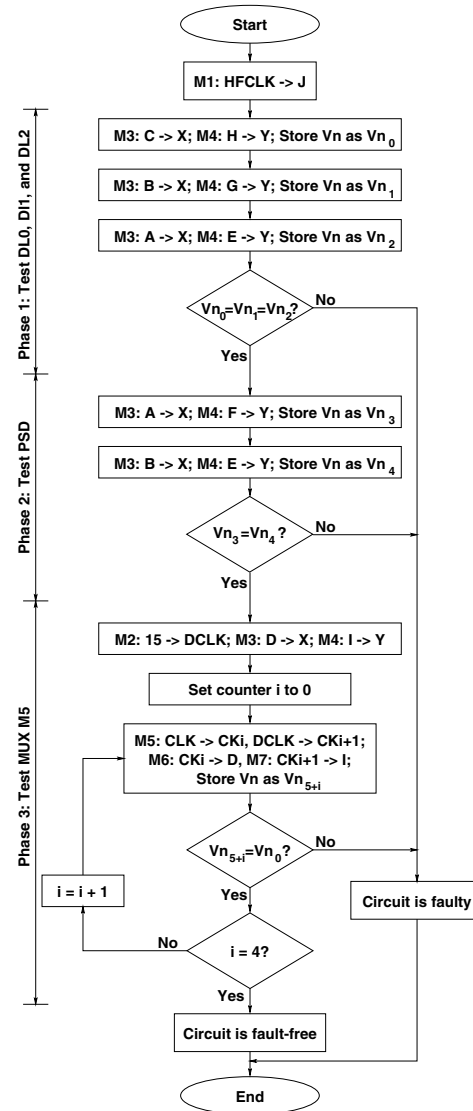 Start
M1: HFCLK -> J
Phase 1: Test DL0, Dl1, and DL2
M3: C -> X; M4: H -> Y; Store Vn as Vn0
M3: B -> X; M4: G -> Y; Store Vn as Vn1
M3: A -> X; M4: E -> Y; Store Vn as Vn2
Vn0=Vn1=Vn2?
No
Yes
Phase 2: Test PSD
M3: A -> X; M4: F -> Y; Store Vn as Vn3
M3: B -> X; M4: E -> Y; Store Vn as Vn4
Vn3=Vn4?
No
Yes
Phase 3: Test MUX M5
M2: 15 -> DCLK; M3: D -> X; M4: I -> Y
Set counter i to 0
M5: CLK -> CKi, DCLK -> CKi+1;
M6: CKi -> D, M7: CKi+1 -> I;
Store Vn as Vn5+i
Vn5+i=Vn0?
No
Yes
i = i + 1
Circuit is faulty
i = 4?
No
Yes
Circuit is fault-free
End